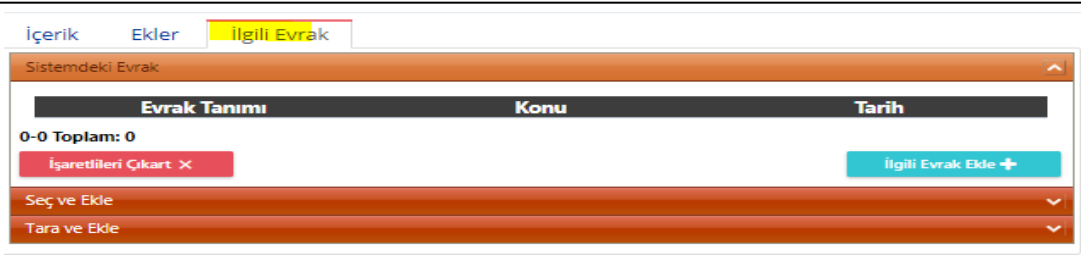 İçerik Ekler İlgili Evrak
Sistemdeki Evrak
Evrak Tanımı Konu Tarih
0-0 Toplam: 0
İşaretlileri Çıkart ✕ İlgili Evrak Ekle ✚
Seç ve Ekle
Tara ve Ekle